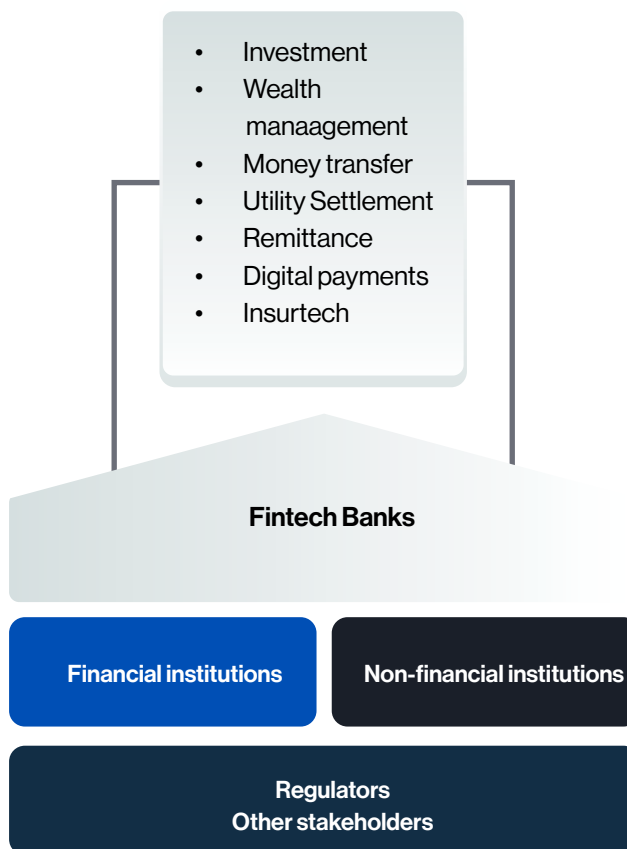 • Investment
• Wealth
manaagement
• Money transfer
• Utility Settlement
• Remittance
• Digital payments
• Insurtech
Fintech Banks
Financial institutions
Non-financial institutions
Regulators
Other stakeholders